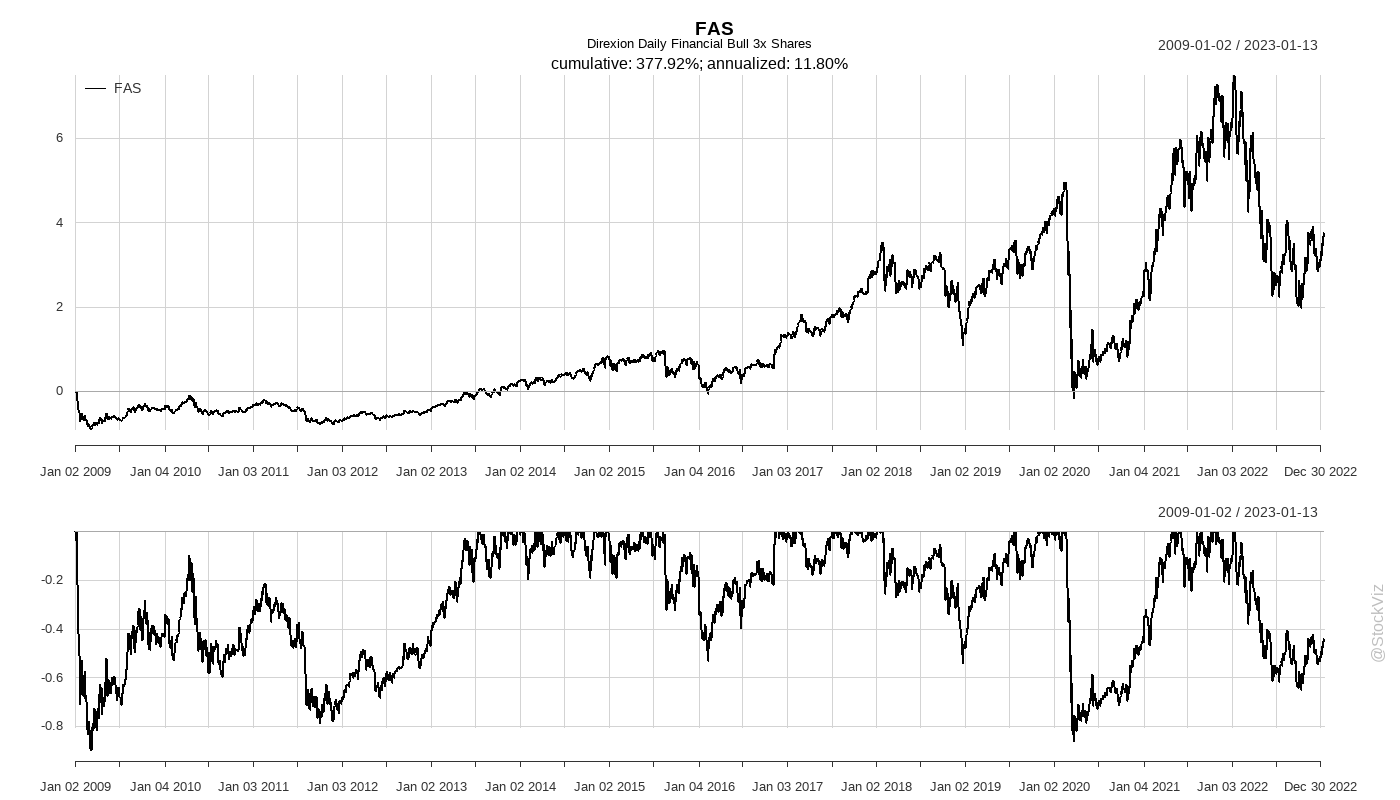 FAS
Direxion Daily Financial Bull 3x Shares
2009-01-02 / 2023-01-13
cumulative: 377.92%; annualized: 11.80%
FAS
6
4
2
0
Jan 02 2009 Jan 04 2010 Jan 03 2011 Jan 03 2012 Jan 02 2013 Jan 02 2014 Jan 02 2015 Jan 04 2016 Jan 03 2017 Jan 02 2018 Jan 02 2019 Jan 02 2020 Jan 04 2021 Jan 03 2022 Dec 30 2022
2009-01-02 / 2023-01-13
-0.2
-0.4
-0.6
-0.8
Jan 02 2009 Jan 04 2010 Jan 03 2011 Jan 03 2012 Jan 02 2013 Jan 02 2014 Jan 02 2015 Jan 04 2016 Jan 03 2017 Jan 02 2018 Jan 02 2019 Jan 02 2020 Jan 04 2021 Jan 03 2022 Dec 30 2022
@StockViz